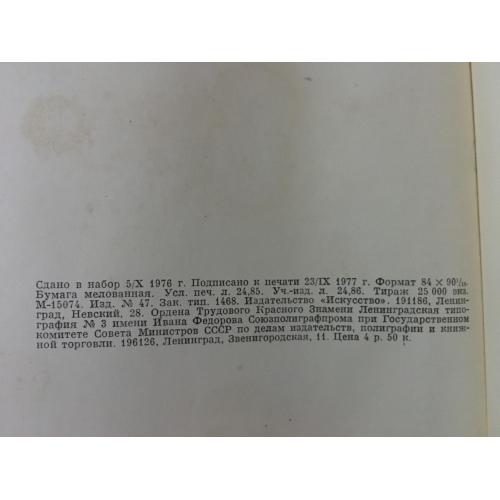 Сдано в набор 5/X 1976 г. Подписано к печати 23/IX 1977 г. Формат 84 × 90¹/₁₆.
Бумага мелованная. Усл. печ. л. 24,85. Уч.-изд. л. 24,86. Тираж 25 000 экз.
М-15074. Изд. № 47. Зак. тип. 1468. Издательство «Искусство». 191186, Ленин-
град, Невский, 28. Ордена Трудового Красного Знамени Ленинградская типо-
графия № 3 имени Ивана Федорова Союзполиграфпрома при Государственном
комитете Совета Министров СССР по делам издательств, полиграфии и книж-
ной торговли. 196126, Ленинград, Звенигородская, 11. Цена 4 р. 50 к.